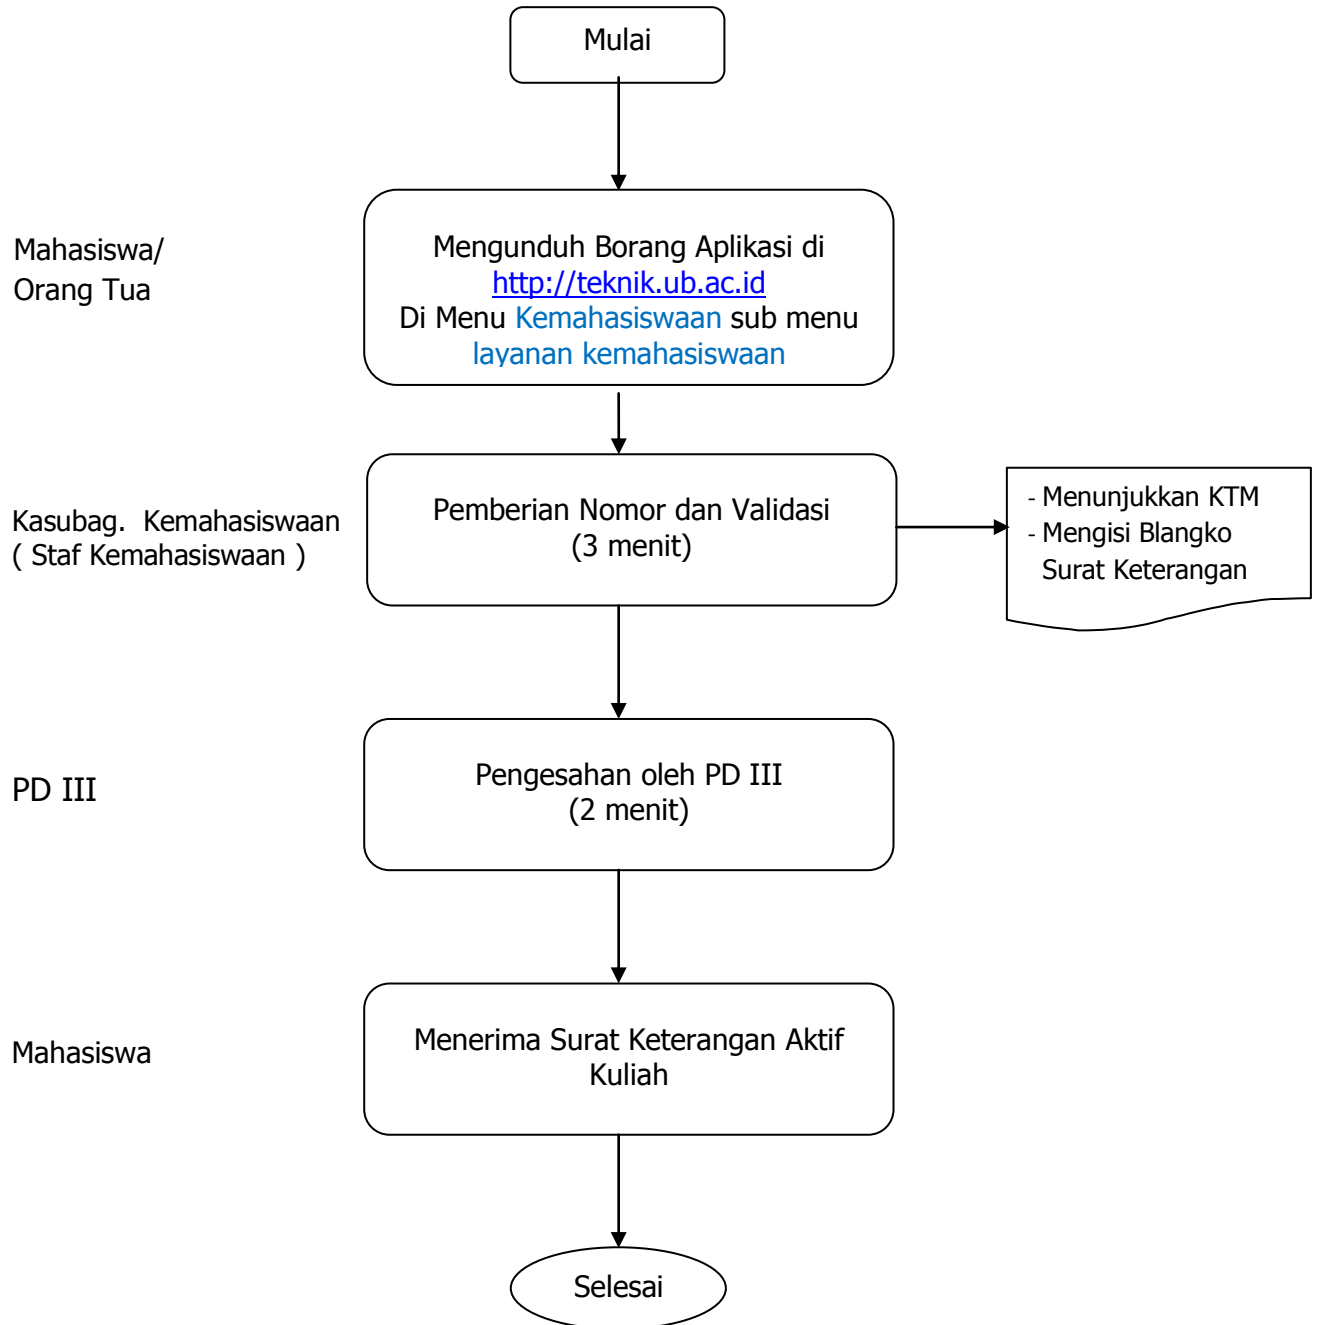 Mulai
Mahasiswa/
Orang Tua
Mengunduh Borang Aplikasi di
http://teknik.ub.ac.id
Di Menu Kemahasiswaan sub menu
layanan kemahasiswaan
Kasubag. Kemahasiswaan
( Staf Kemahasiswaan )
Pemberian Nomor dan Validasi
(3 menit)
- Menunjukkan KTM
- Mengisi Blangko
Surat Keterangan
PD III
Pengesahan oleh PD III
(2 menit)
Mahasiswa
Menerima Surat Keterangan Aktif
Kuliah
Selesai